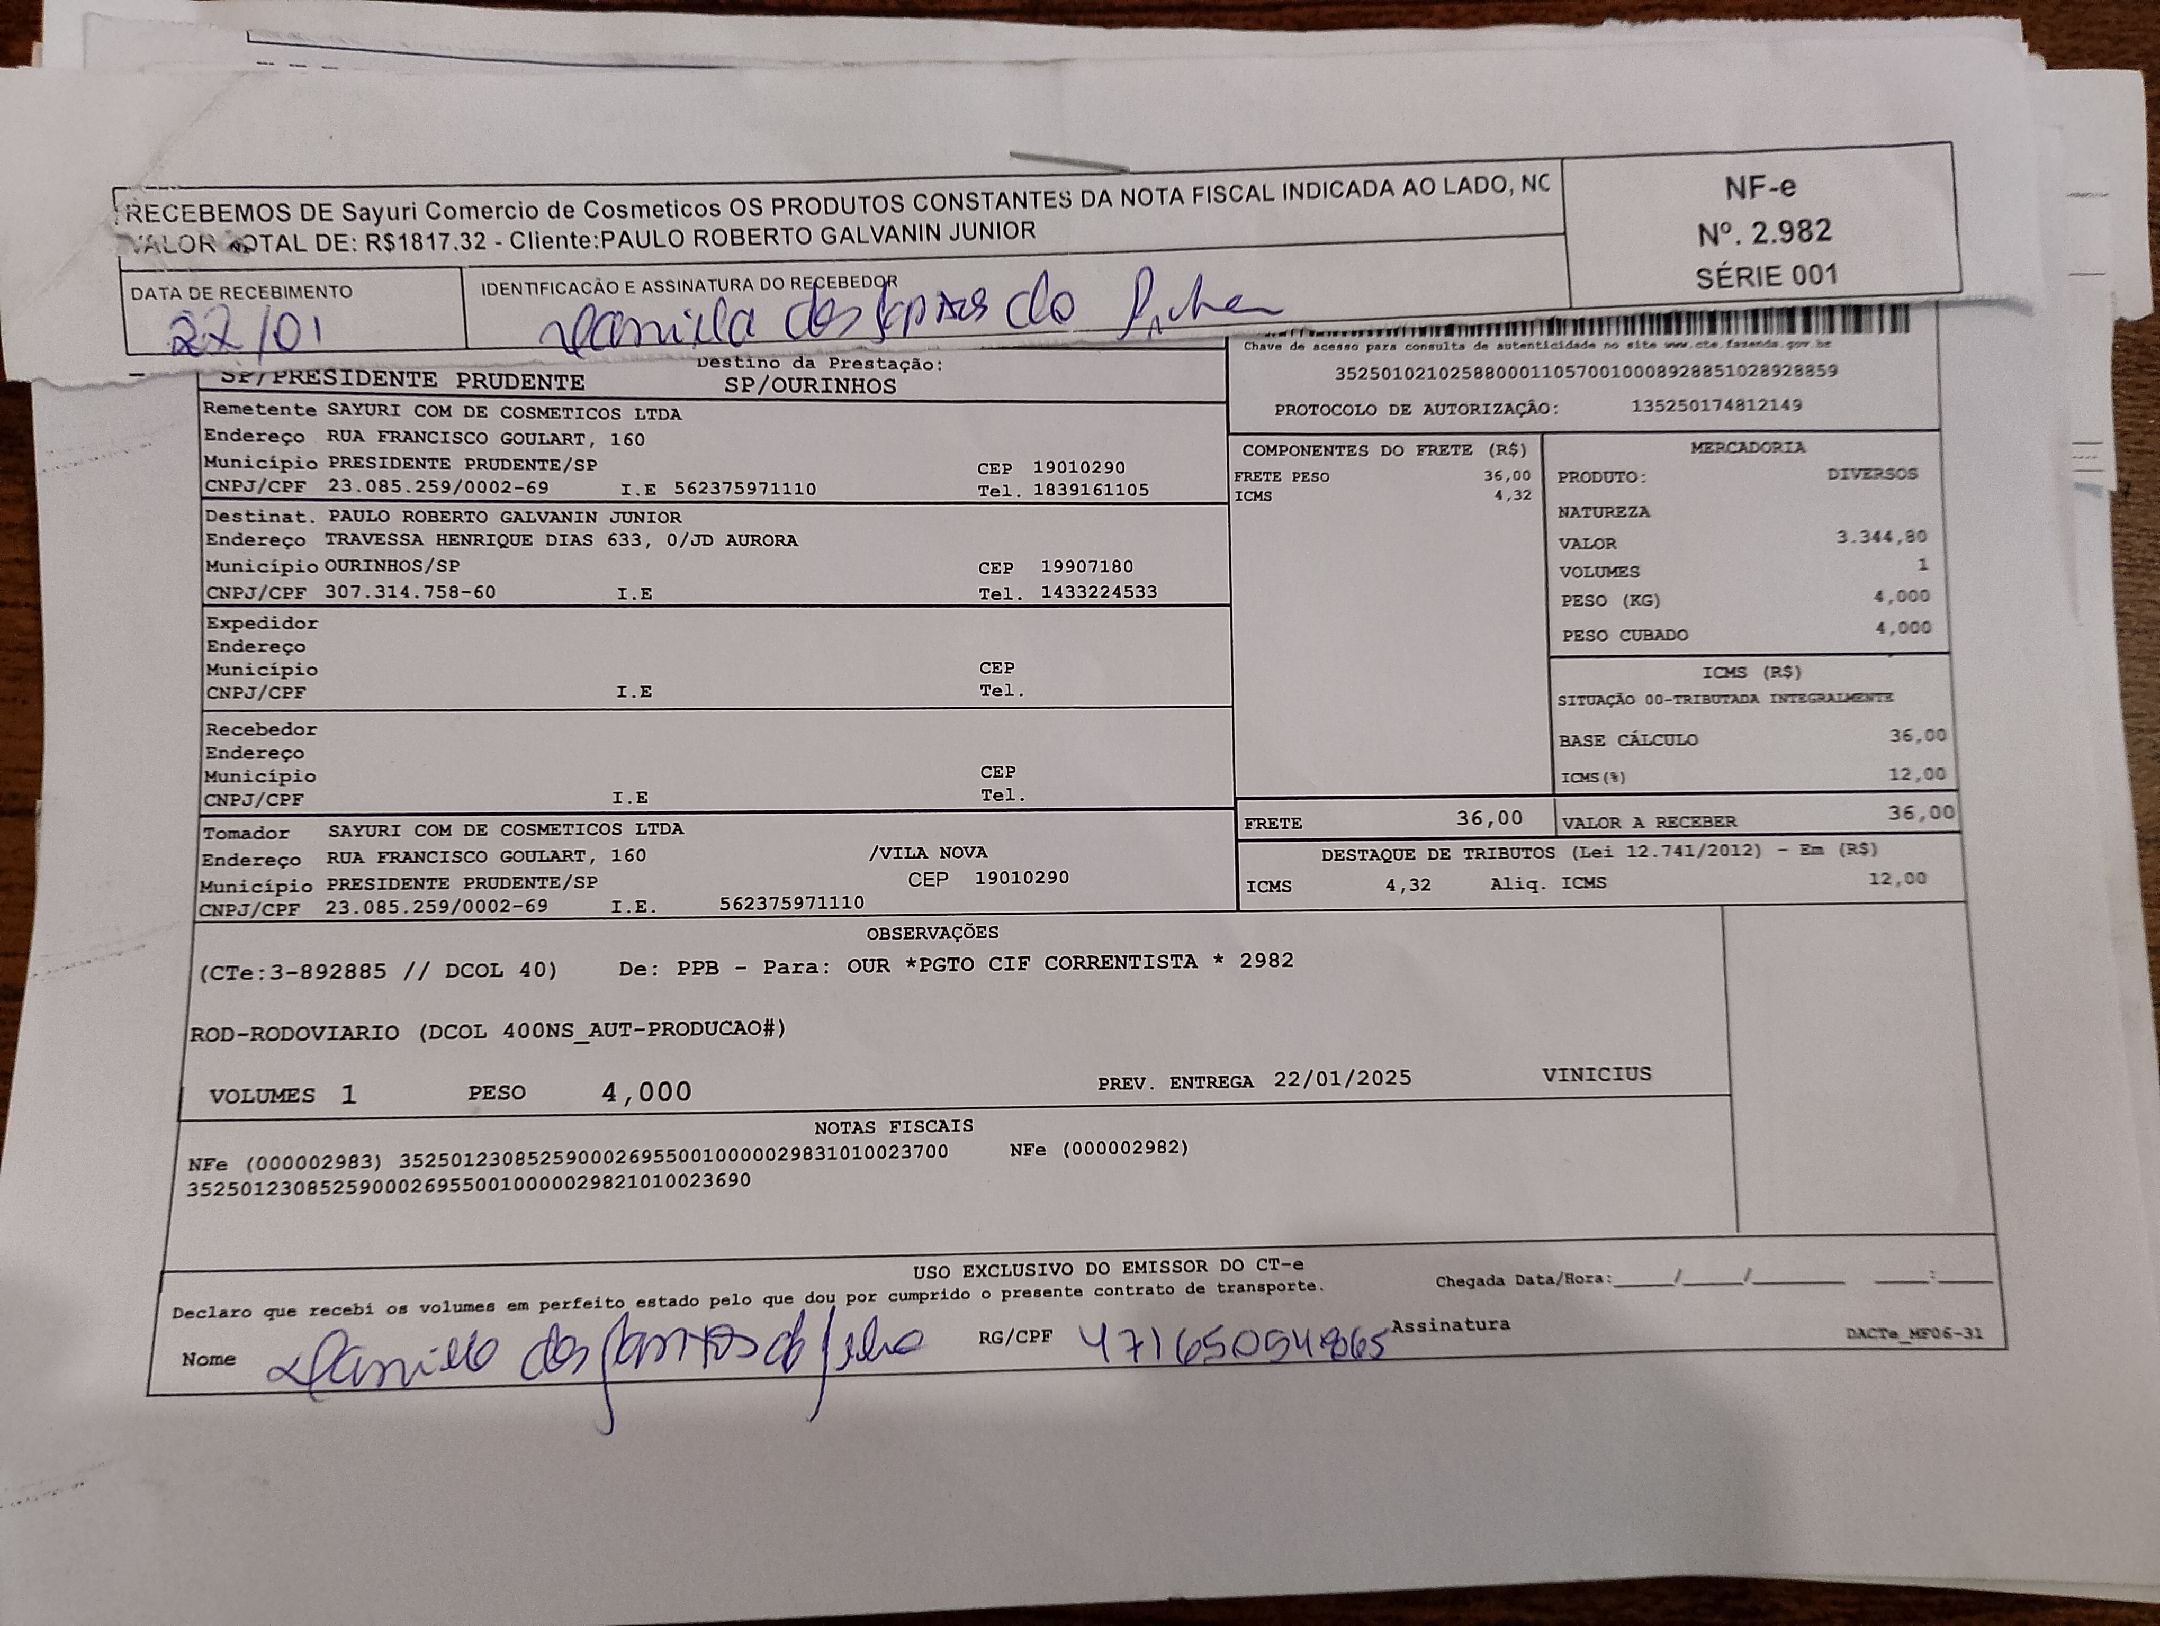 RECEBEMOS DE Sayuri Comercio de Cosmeticos OS PRODUTOS CONSTANTES DA NOTA FISCAL INDICADA AO LADO, NO
VALOR TOTAL DE: R$1817.32 - Cliente:PAULO ROBERTO GALVANIN JUNIOR
NF-e
Nº. 2.982
SÉRIE 001
DATA DE RECEBIMENTO
22/01
IDENTIFICACÃO E ASSINATURA DO RECEBEDOR
dos santos
SP/PRESIDENTE PRUDENTE
Destino da Prestação:
SP/OURINHOS
Chave de acesso para consulta de autenticidade no site www.cte.fazenda.gov.br
35250102102588000110570010008928851028928859
PROTOCOLO DE AUTORIZAÇÃO: 135250174812149
Remetente SAYURI COM DE COSMETICOS LTDA
Endereço RUA FRANCISCO GOULART, 160
Município PRESIDENTE PRUDENTE/SP CEP 19010290
CNPJ/CPF 23.085.259/0002-69 I.E 562375971110 Tel. 1839161105
Destinat. PAULO ROBERTO GALVANIN JUNIOR
Endereço TRAVESSA HENRIQUE DIAS 633, 0/JD AURORA
Município OURINHOS/SP CEP 19907180
CNPJ/CPF 307.314.758-60 I.E Tel. 1433224533
Expedidor
Endereço
Município CEP
CNPJ/CPF I.E Tel.
Recebedor
Endereço
Município CEP
CNPJ/CPF I.E Tel.
Tomador SAYURI COM DE COSMETICOS LTDA
Endereço RUA FRANCISCO GOULART, 160 /VILA NOVA
Município PRESIDENTE PRUDENTE/SP CEP 19010290
CNPJ/CPF 23.085.259/0002-69 I.E. 562375971110
COMPONENTES DO FRETE (R$)
FRETE PESO 36,00
ICMS 4,32
MERCADORIA
PRODUTO: DIVERSOS
NATUREZA
VALOR 3.344,80
VOLUMES 1
PESO (KG) 4,000
PESO CUBADO 4,000
ICMS (R$)
SITUAÇÃO 00-TRIBUTADA INTEGRALMENTE
BASE CÁLCULO 36,00
ICMS(%) 12,00
FRETE 36,00 VALOR A RECEBER 36,00
DESTAQUE DE TRIBUTOS (Lei 12.741/2012) - Em (R$)
ICMS 4,32 Aliq. ICMS 12,00
OBSERVAÇÕES
(CTe:3-892885 // DCOL 40) De: PPB - Para: OUR *PGTO CIF CORRENTISTA * 2982
ROD-RODOVIARIO (DCOL 400NS_AUT-PRODUCAO#)
VOLUMES 1 PESO 4,000 PREV. ENTREGA 22/01/2025 VINICIUS
NOTAS FISCAIS
NFe (000002983) 35250123085259000269550010000029831010023700 NFe (000002982)
35250123085259000269550010000029821010023690
USO EXCLUSIVO DO EMISSOR DO CT-e
Declaro que recebi os volumes em perfeito estado pelo que dou por cumprido o presente contrato de transporte.
Chegada Data/Hora:____/____/______ ____:____
Nome Danillo dos santos RG/CPF Assinatura
DACTe_MF06-31